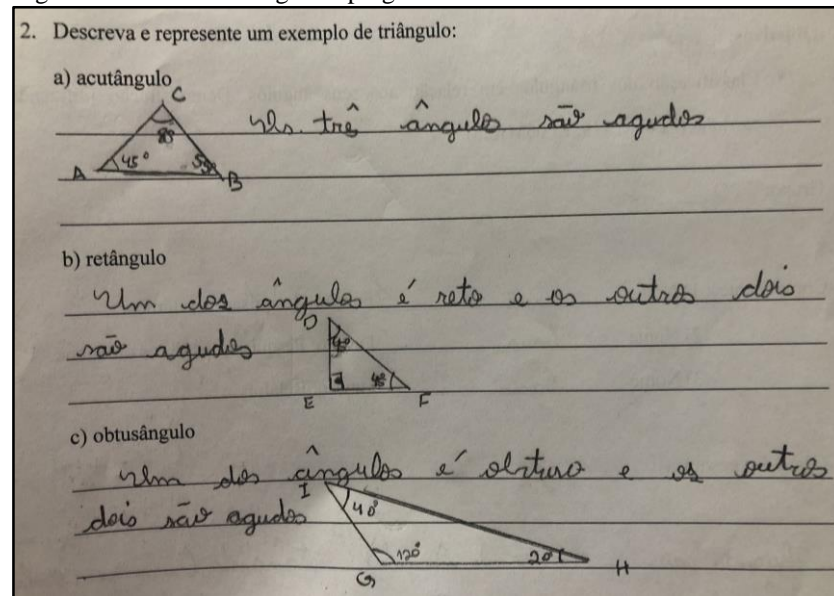 2. Descreva e represente um exemplo de triângulo:
a) acutângulo
C
Os três ângulos são agudos
80
45°
55°
A
B
b) retângulo
Um dos ângulos é reto e os outros dois
D
são agudos
45°
45°
E
F
c) obtusângulo
Um dos ângulos é obtuso e os outros
I
dois são agudos
40°
120°
20°
H
G